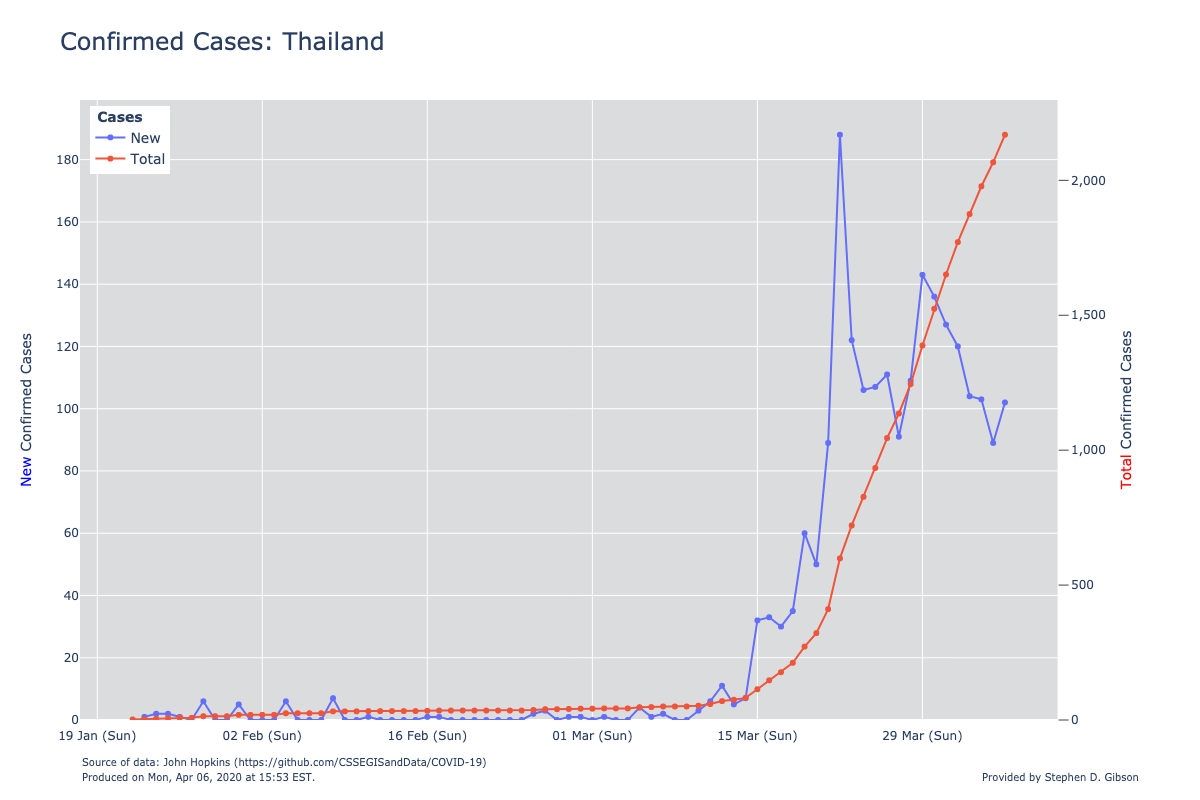 Confirmed Cases: Thailand
Cases
New
Total
180
160
140
120
100
80
60
40
20
0
New Confirmed Cases
2,000
1,500
1,000
500
0
Total Confirmed Cases
19 Jan (Sun)
02 Feb (Sun)
16 Feb (Sun)
01 Mar (Sun)
15 Mar (Sun)
29 Mar (Sun)
Source of data: John Hopkins (https://github.com/CSSEGISandData/COVID-19)
Produced on Mon, Apr 06, 2020 at 15:53 EST.
Provided by Stephen D. Gibson